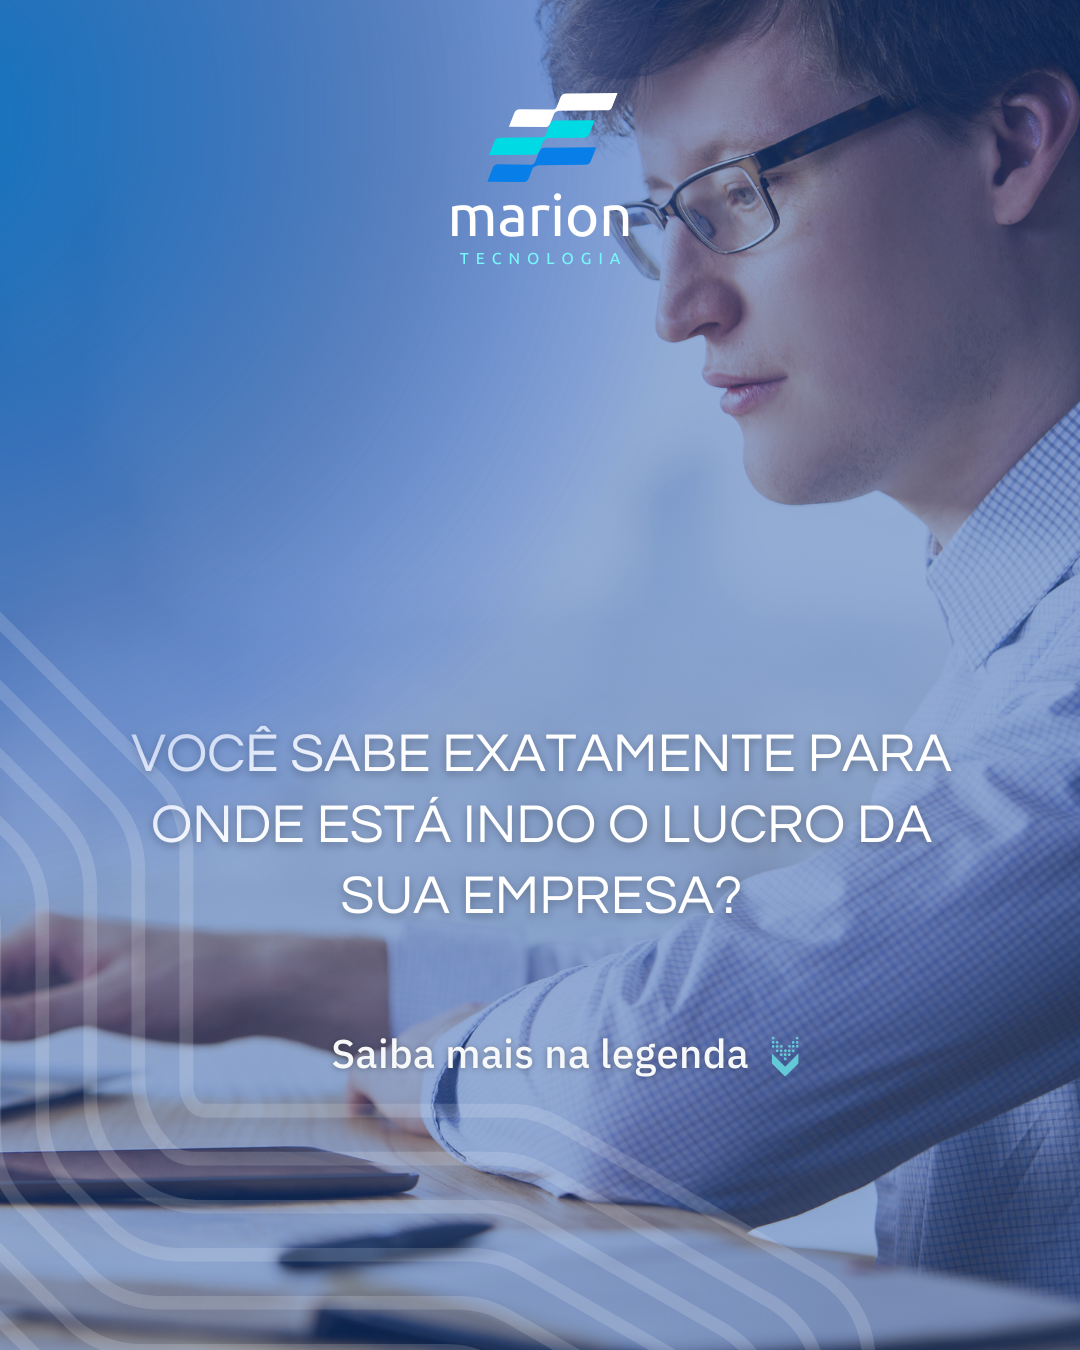 marion
TECNOLOGIA
VOCÊ SABE EXATAMENTE PARA
ONDE ESTÁ INDO O LUCRO DA
SUA EMPRESA?
Saiba mais na legenda